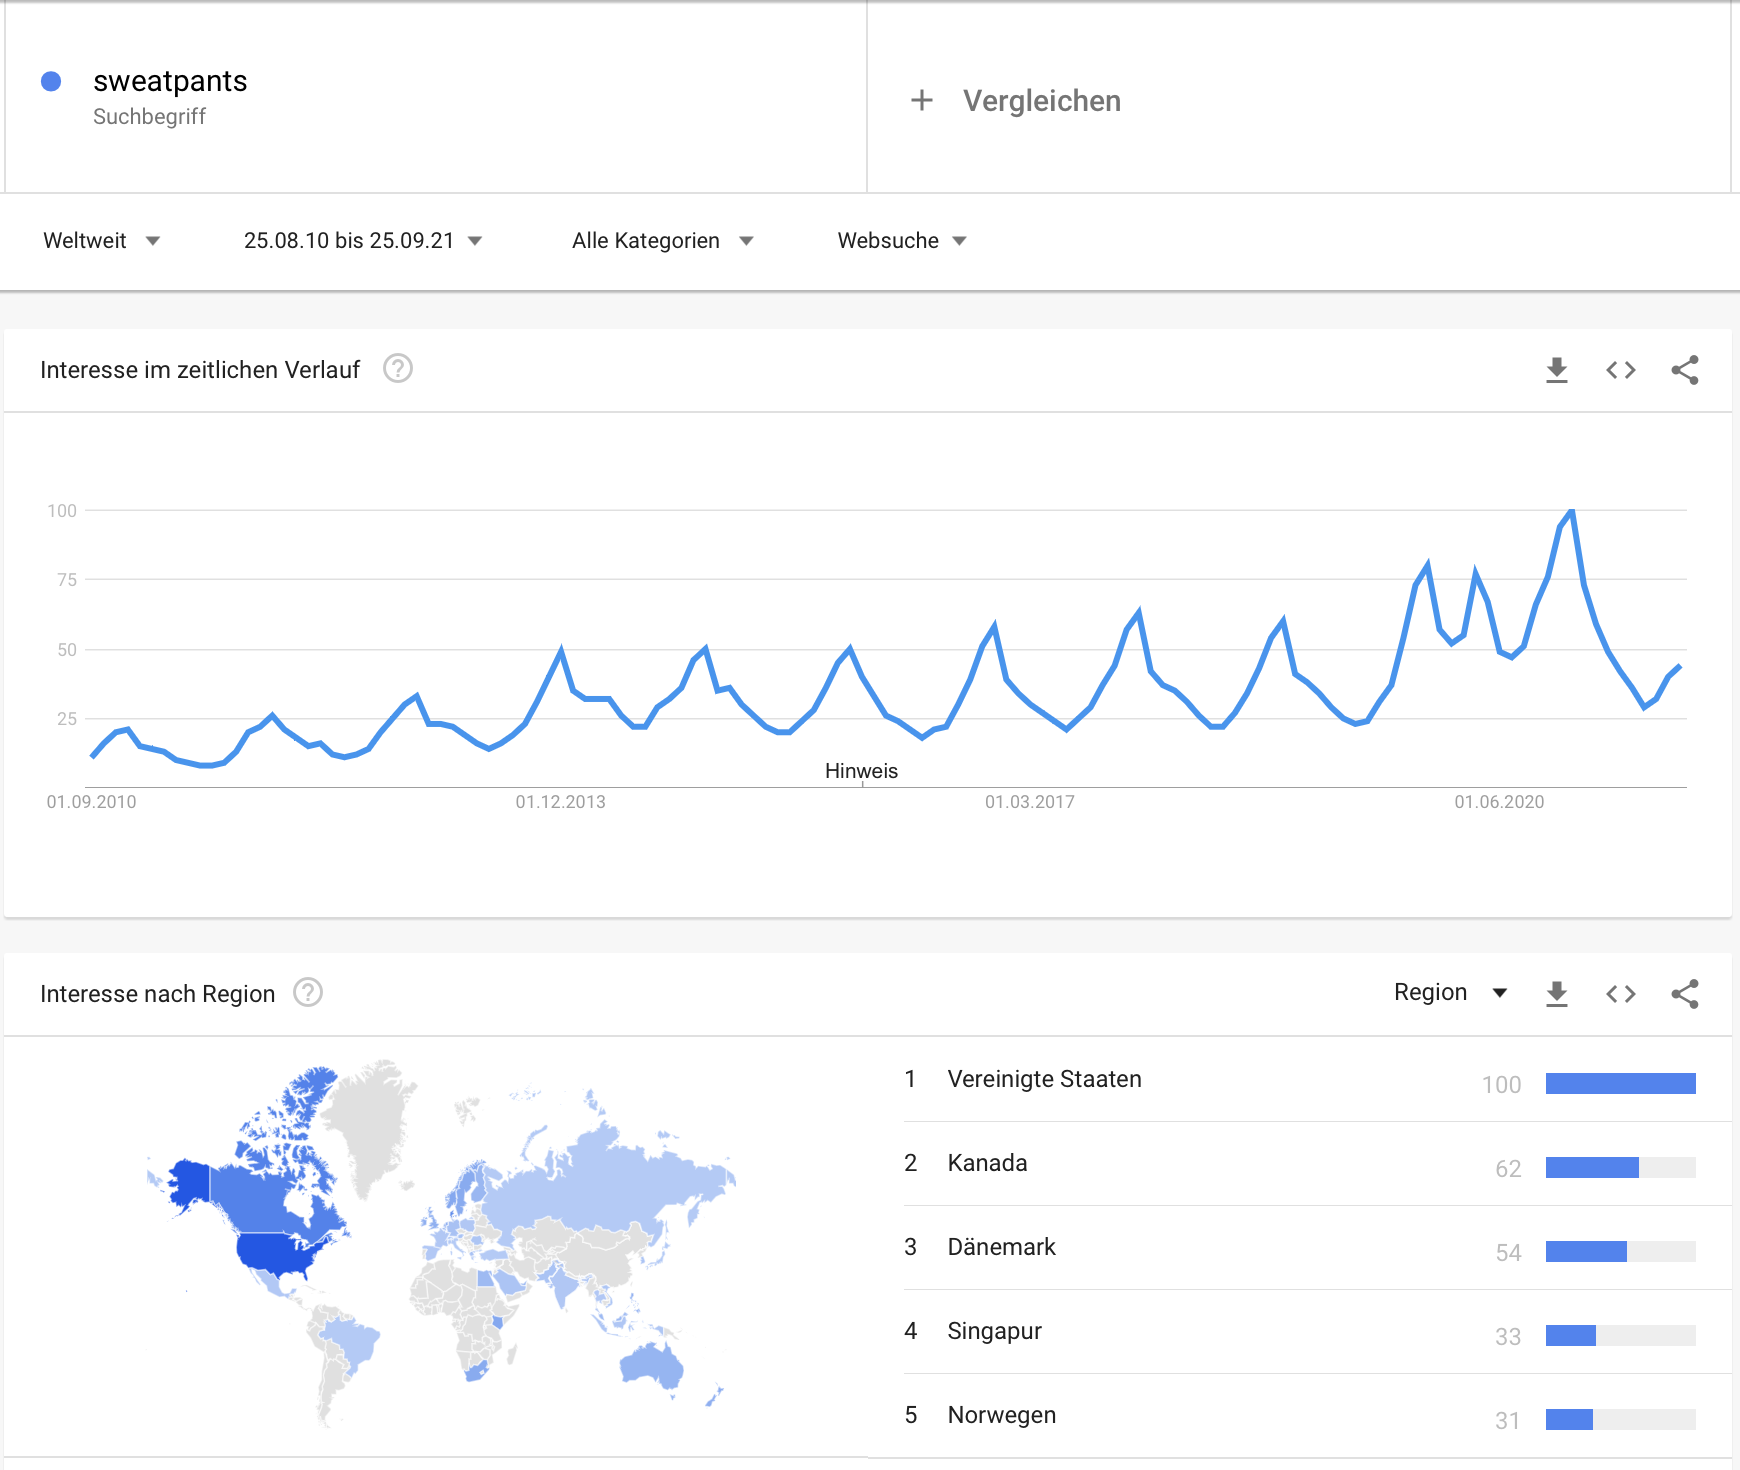 sweatpants
Suchbegriff
+ Vergleichen
Weltweit
25.08.10 bis 25.09.21
Alle Kategorien
Websuche
Interesse im zeitlichen Verlauf
100
75
50
25
Hinweis
01.09.2010
01.12.2013
01.03.2017
01.06.2020
Interesse nach Region
Region
1 Vereinigte Staaten 100
2 Kanada 62
3 Dänemark 54
4 Singapur 33
5 Norwegen 31